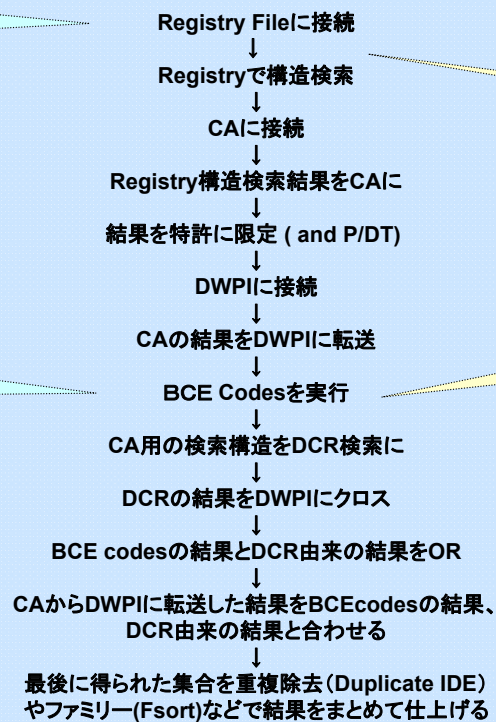 Registry Fileに接続
↓
Registryで構造検索
↓
CAに接続
↓
Registry構造検索結果をCAに
↓
結果を特許に限定 ( and P/DT)
↓
DWPIに接続
↓
CAの結果をDWPIに転送
↓
BCE Codesを実行
↓
CA用の検索構造をDCR検索に
↓
DCRの結果をDWPIにクロス
↓
BCE codesの結果とDCR由来の結果をOR
↓
CAからDWPIに転送した結果をBCEcodesの結果、
DCR由来の結果と合わせる
↓
最後に得られた集合を重複除去（Duplicate IDE）
やファミリー(Fsort)などで結果をまとめて仕上げる